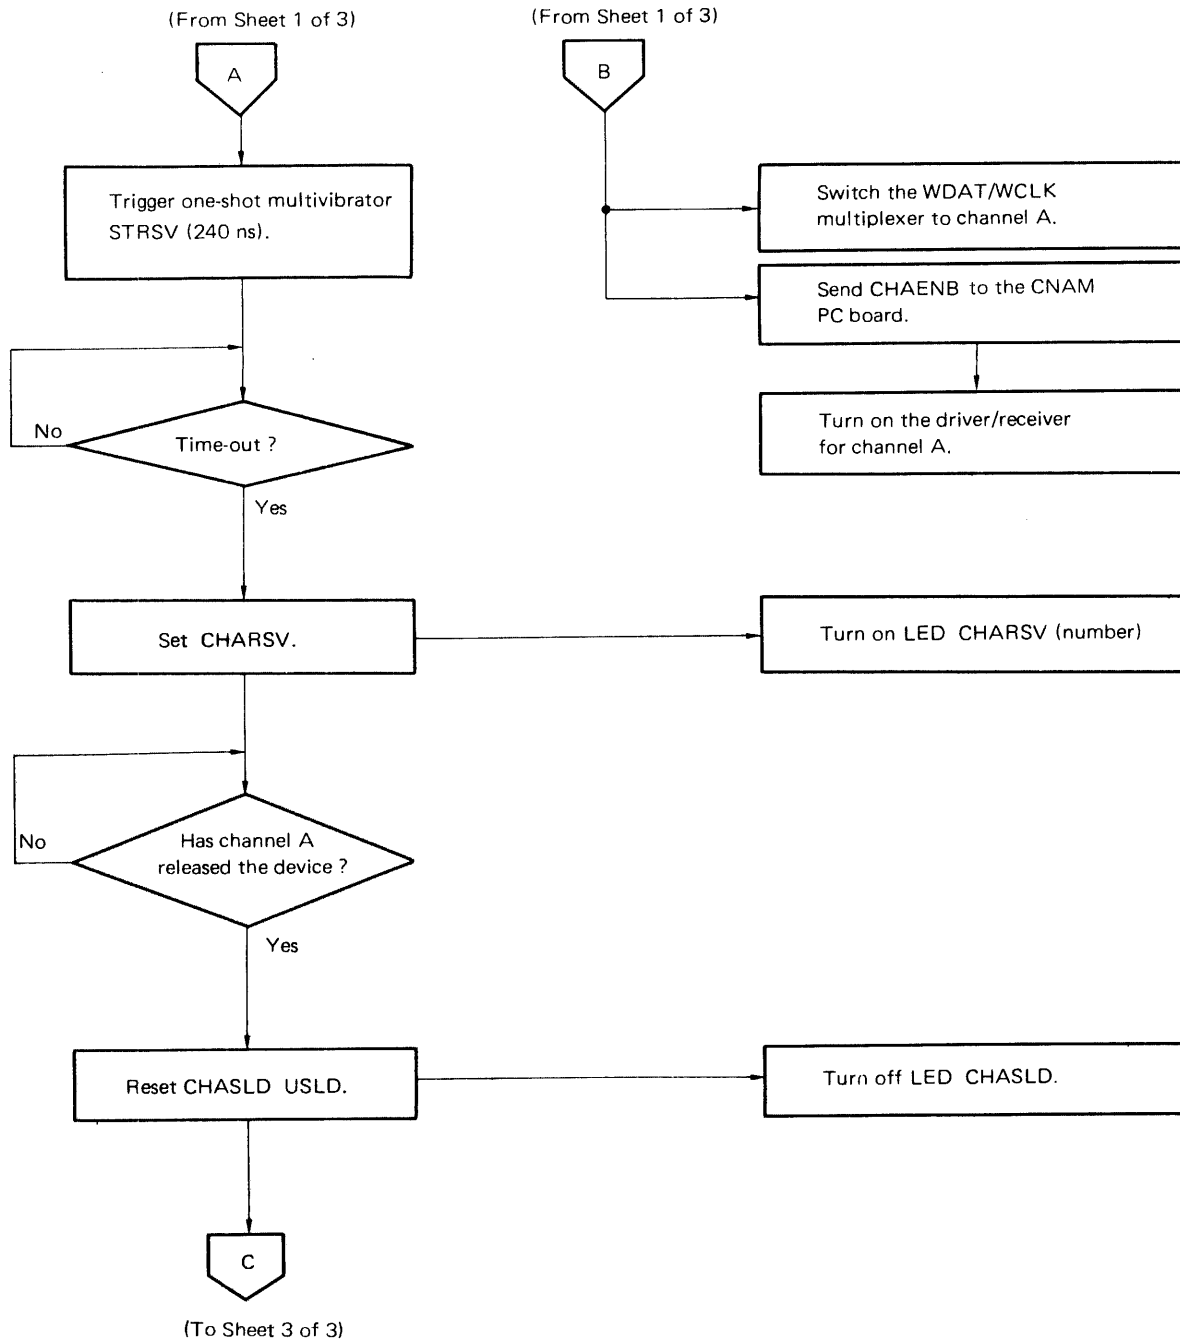 (From Sheet 1 of 3)
(From Sheet 1 of 3)
A
B
Trigger one-shot multivibrator
STRSV (240 ns).
Switch the WDAT/WCLK
multiplexer to channel A.
Send CHAENB to the CNAM
PC board.
Turn on the driver/receiver
for channel A.
No
Time-out ?
Yes
Set CHARSV.
Turn on LED CHARSV (number)
No
Has channel A
released the device ?
Yes
Reset CHASLD USLD.
Turn off LED CHASLD.
C
(To Sheet 3 of 3)